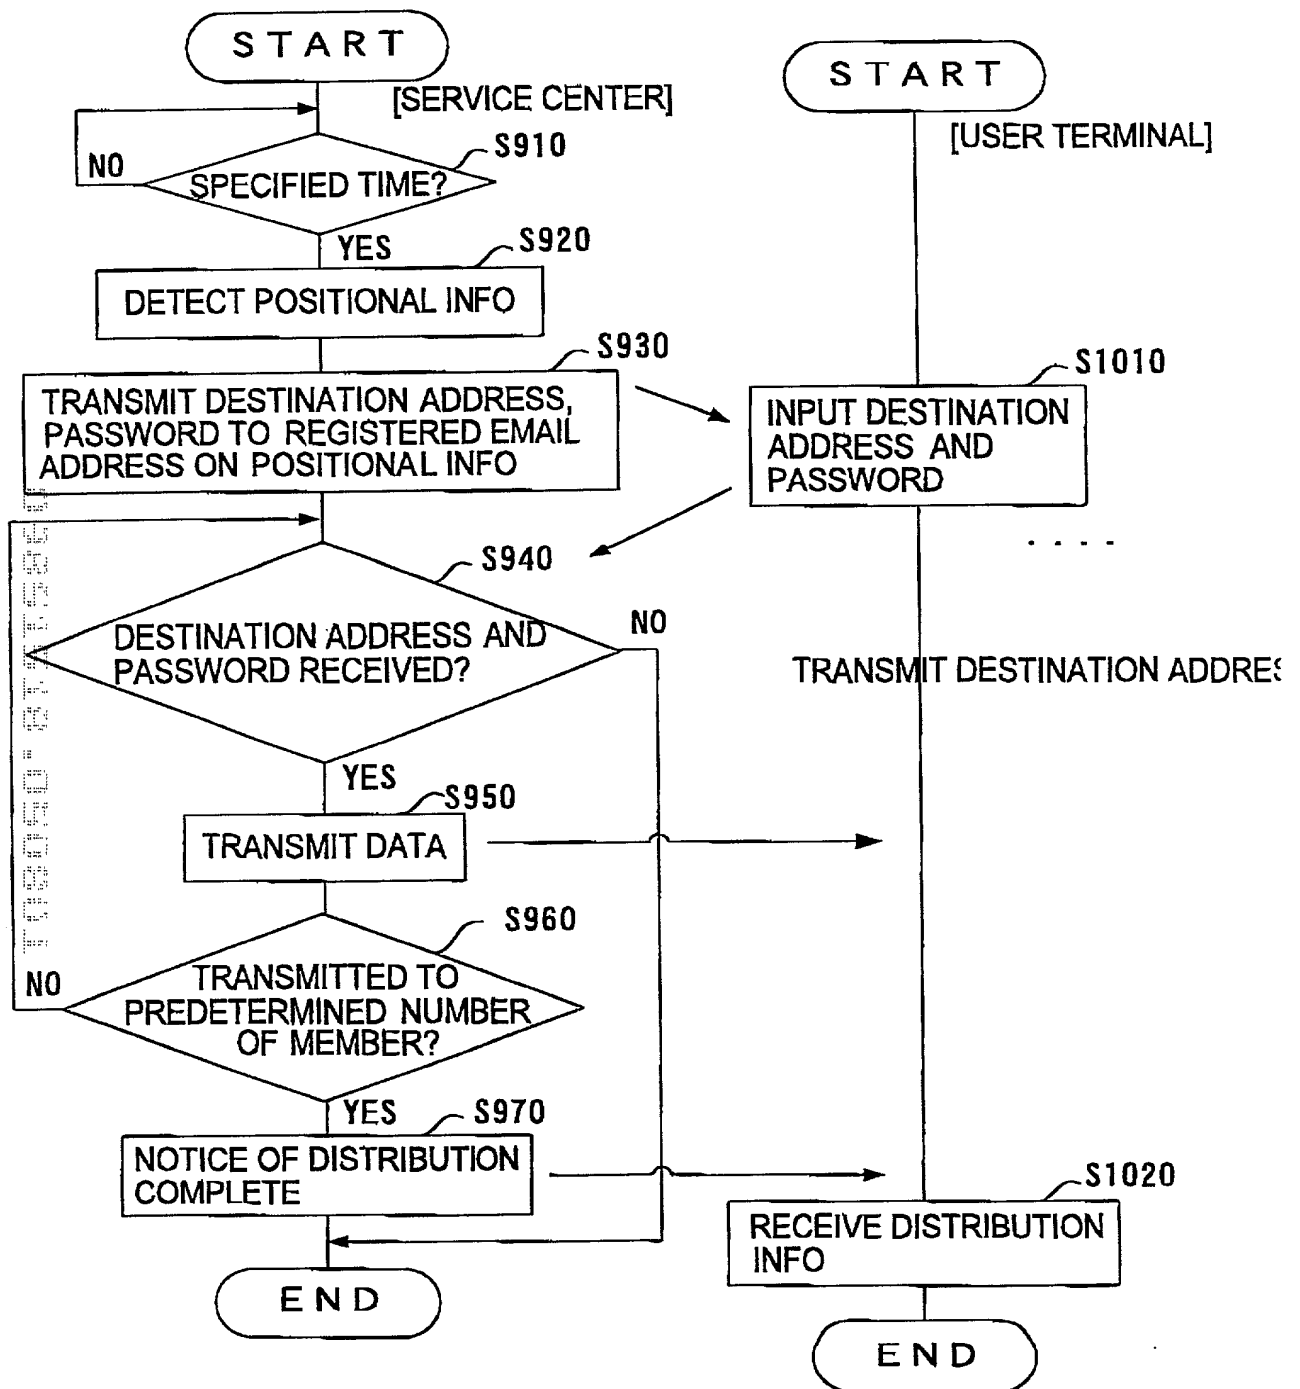 START
[SERVICE CENTER]
S910
NO
SPECIFIED TIME?
YES
S920
DETECT POSITIONAL INFO
S930
TRANSMIT DESTINATION ADDRESS,
PASSWORD TO REGISTERED EMAIL
ADDRESS ON POSITIONAL INFO
S940
DESTINATION ADDRESS AND
PASSWORD RECEIVED?
NO
YES
S950
TRANSMIT DATA
S960
NO
TRANSMITTED TO
PREDETERMINED NUMBER
OF MEMBER?
YES
S970
NOTICE OF DISTRIBUTION
COMPLETE
END
START
[USER TERMINAL]
S1010
INPUT DESTINATION
ADDRESS AND
PASSWORD
TRANSMIT DESTINATION ADDRES
S1020
RECEIVE DISTRIBUTION
INFO
END